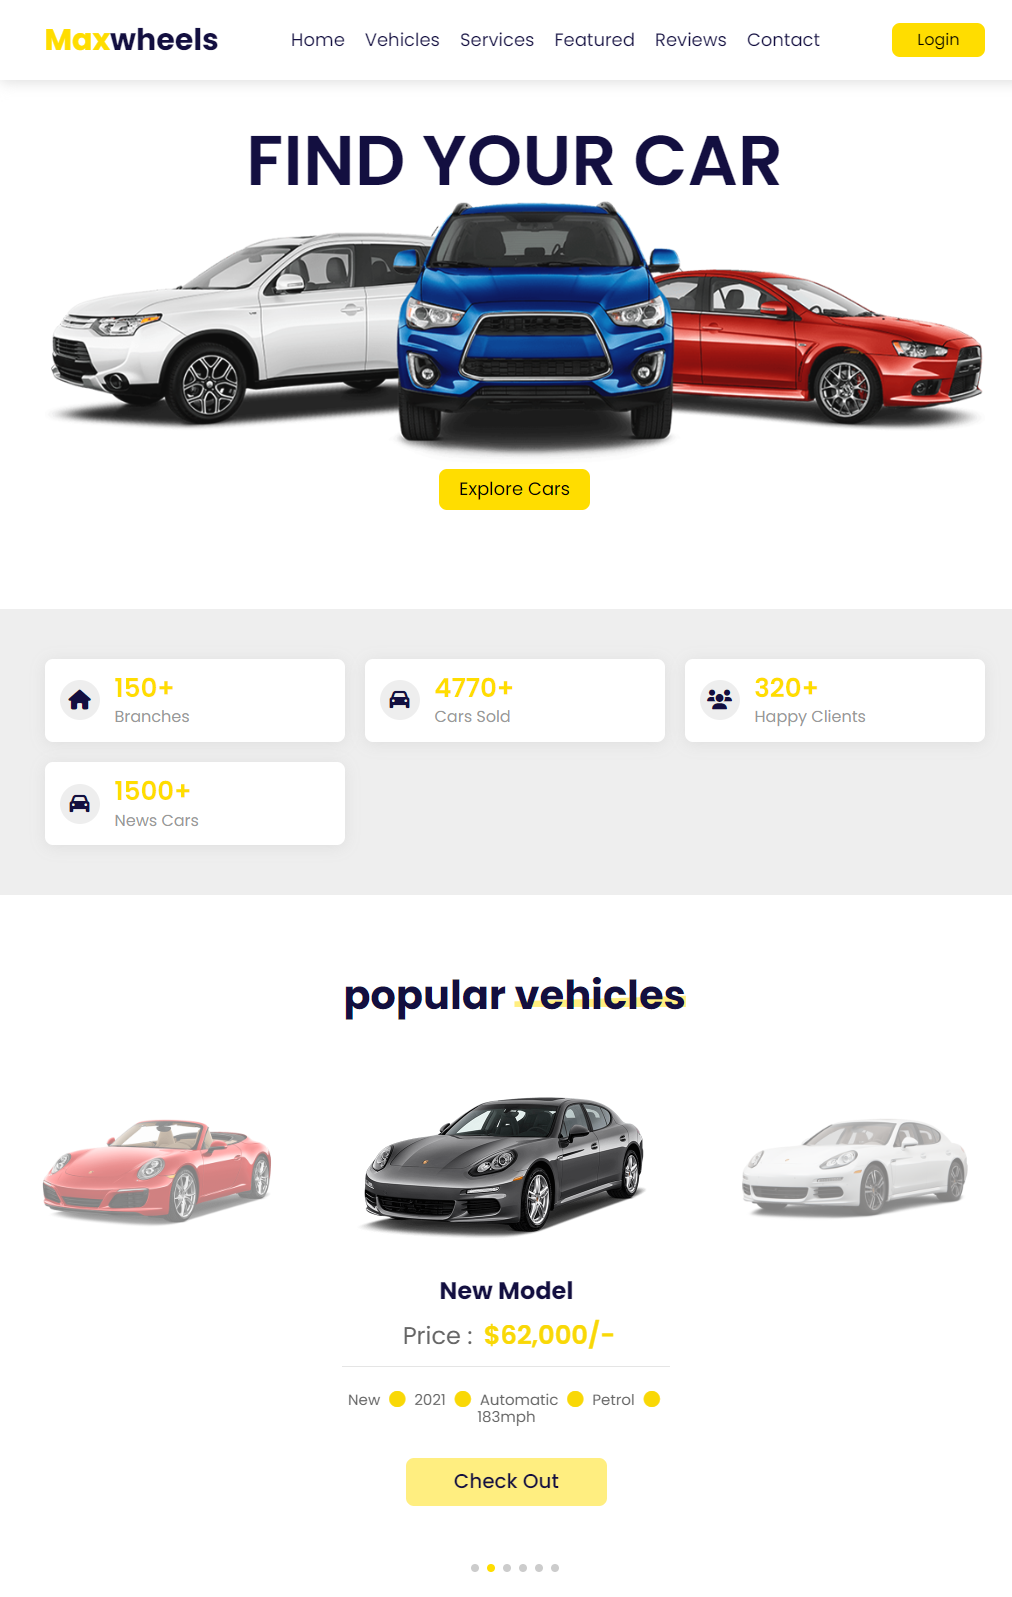 Maxwheels
Home Vehicles Services Featured Reviews Contact
Login
FIND YOUR CAR
Explore Cars
150+
Branches
4770+
Cars Sold
320+
Happy Clients
1500+
News Cars
popular vehicles
New Model
Price : $62,000/-
New 2021 Automatic Petrol
183mph
Check Out